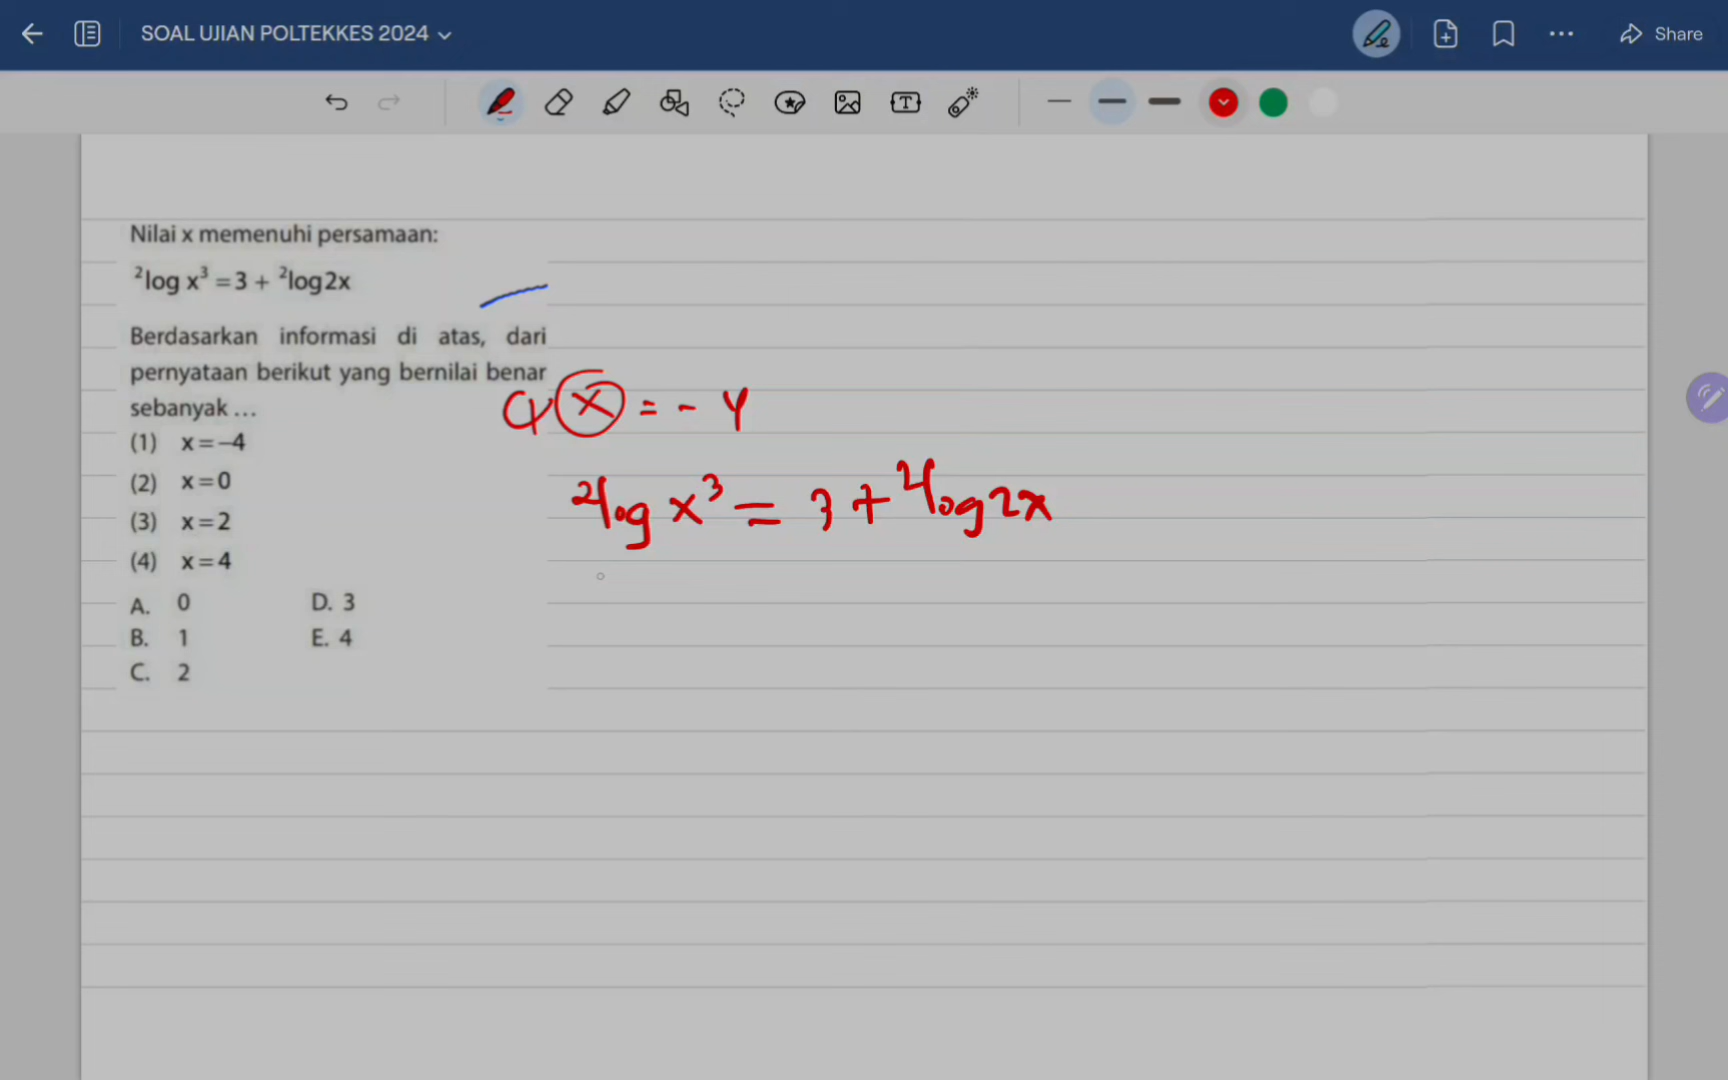 SOAL UJIAN POLTEKKES 2024
Share
Nilai x memenuhi persamaan:
²log x³ = 3 + ²log2x
Berdasarkan informasi di atas, dari
pernyataan berikut yang bernilai benar
sebanyak ...
(1) x = −4
(2) x = 0
(3) x = 2
(4) x = 4
A. 0 D. 3
B. 1 E. 4
C. 2
x = - 4
²log x³ = 3 + ²log 2x